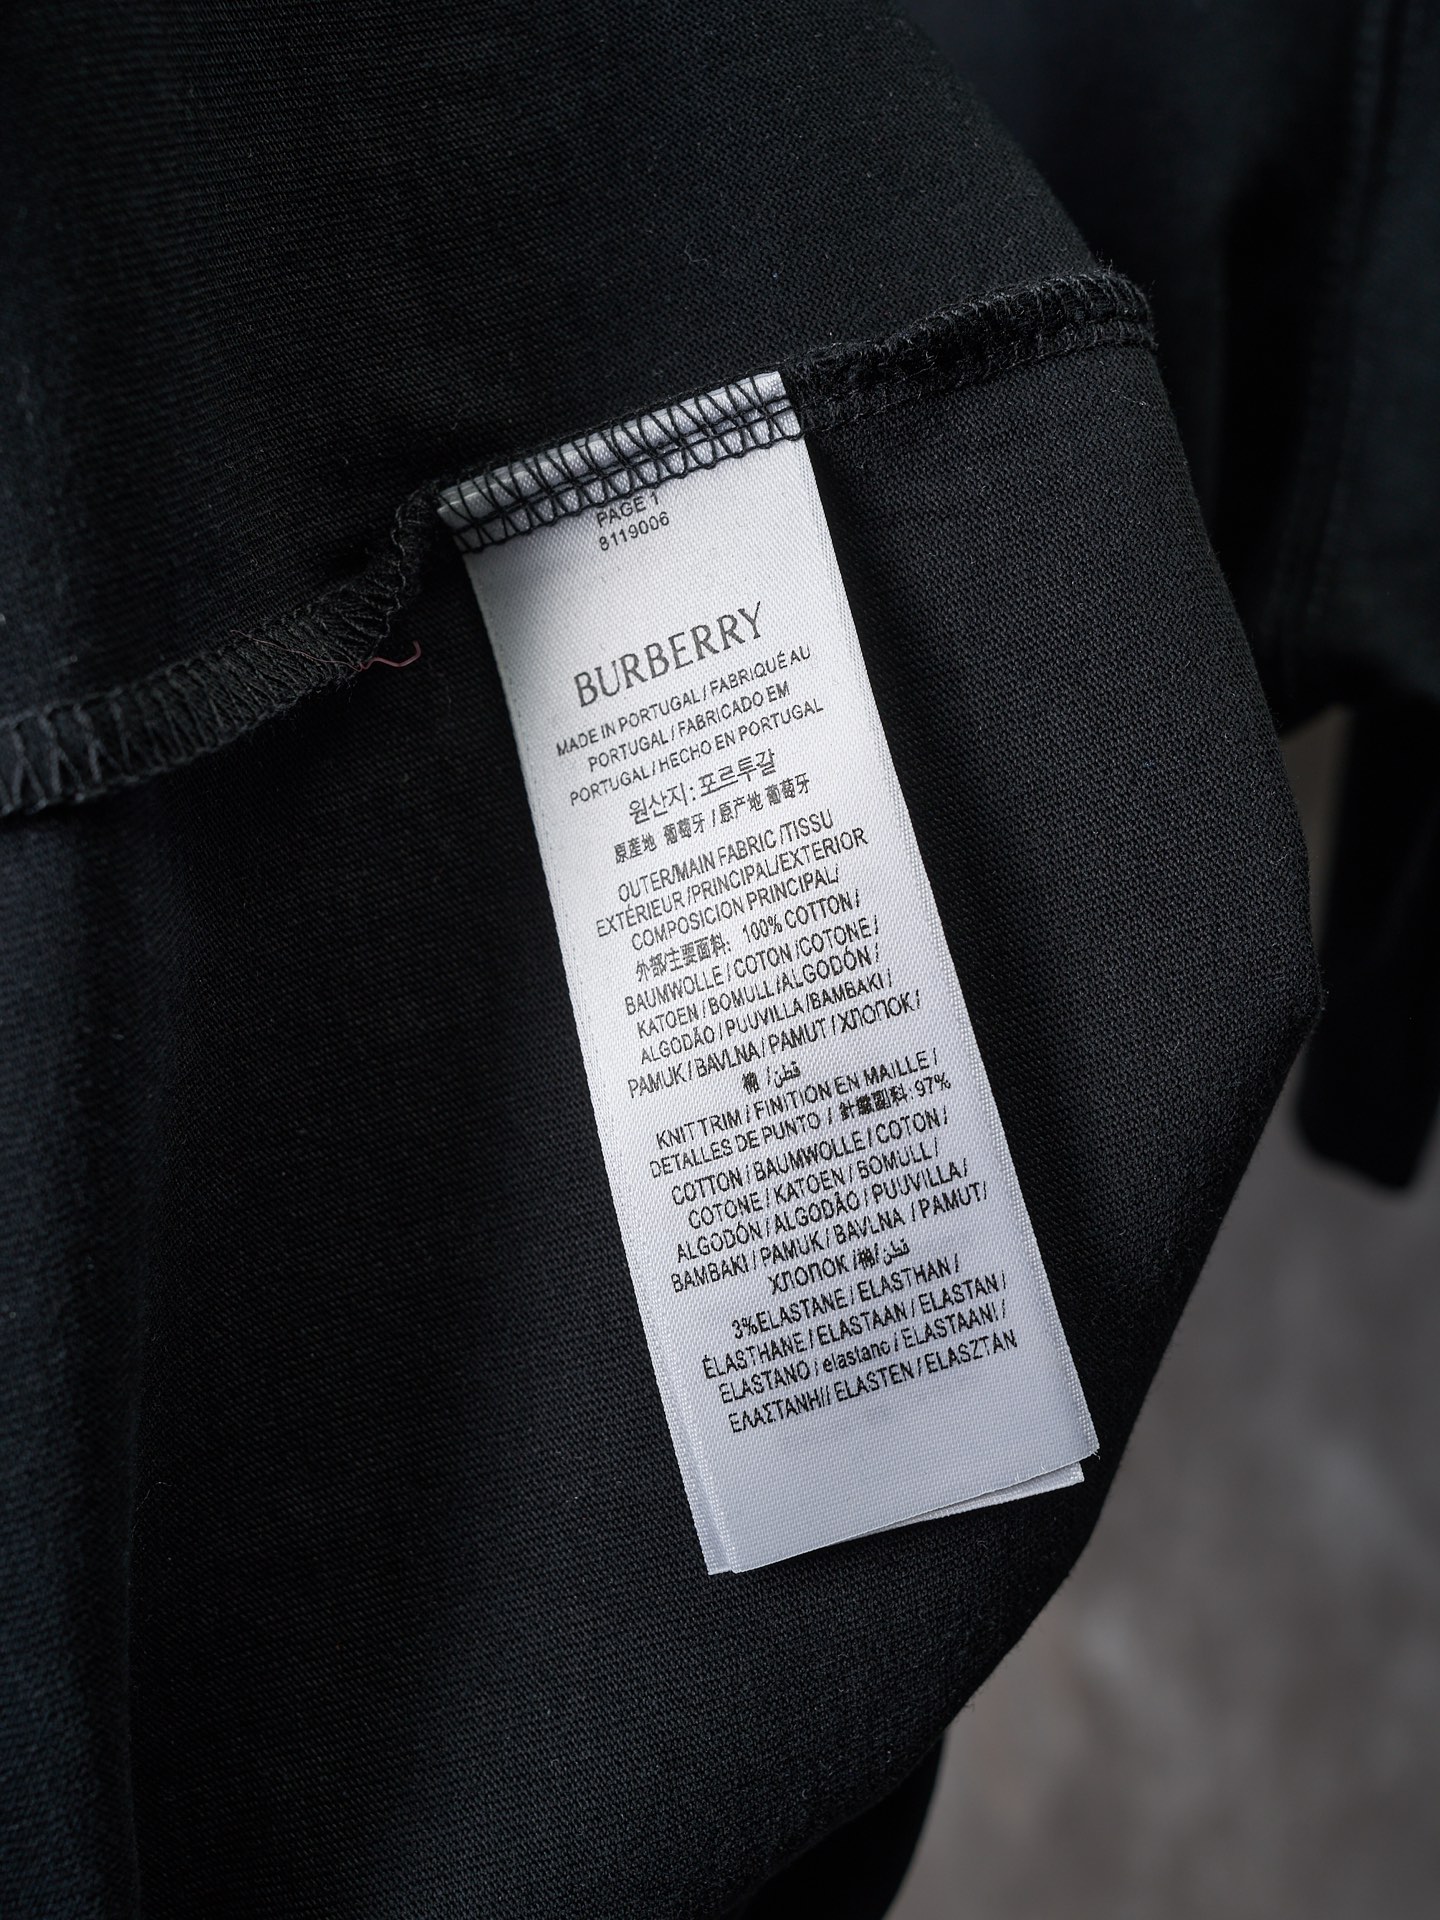 PAGE 1
8119006
BURBERRY
MADE IN PORTUGAL / FABRIQUÉ AU
PORTUGAL / FABRICADO EM
PORTUGAL / HECHO EN PORTUGAL
원산지: 포르투갈
原産地 葡萄牙 / 原产地 葡萄牙
OUTER/MAIN FABRIC /TISSU
EXTÉRIEUR /PRINCIPAL/EXTERIOR
COMPOSICION PRINCIPAL/
外部/主要面料: 100% COTTON /
BAUMWOLLE / COTON /COTONE /
KATOEN / BOMULL /ALGODÓN /
ALGODÃO / PUUVILLA /BAMBAKI /
PAMUK / BAVLNA / PAMUT / ХЛОПОК /
棉 /قطن
KNIT TRIM / FINITION EN MAILLE /
DETALLES DE PUNTO / 針織面料: 97%
COTTON / BAUMWOLLE / COTON /
COTONE / KATOEN / BOMULL /
ALGODÓN / ALGODÃO / PUUVILLA /
BAMBAKI / PAMUK / BAVLNA / PAMUT/
ХЛОПОК /棉/قطن
3%ELASTANE / ELASTHAN /
ÉLASTHANE / ELASTAAN / ELASTAN /
ELASTANO / elastanc / ELASTAANI /
ΕΛΑΣΤΑΝΗ// ELASTEN / ELASZTÁN